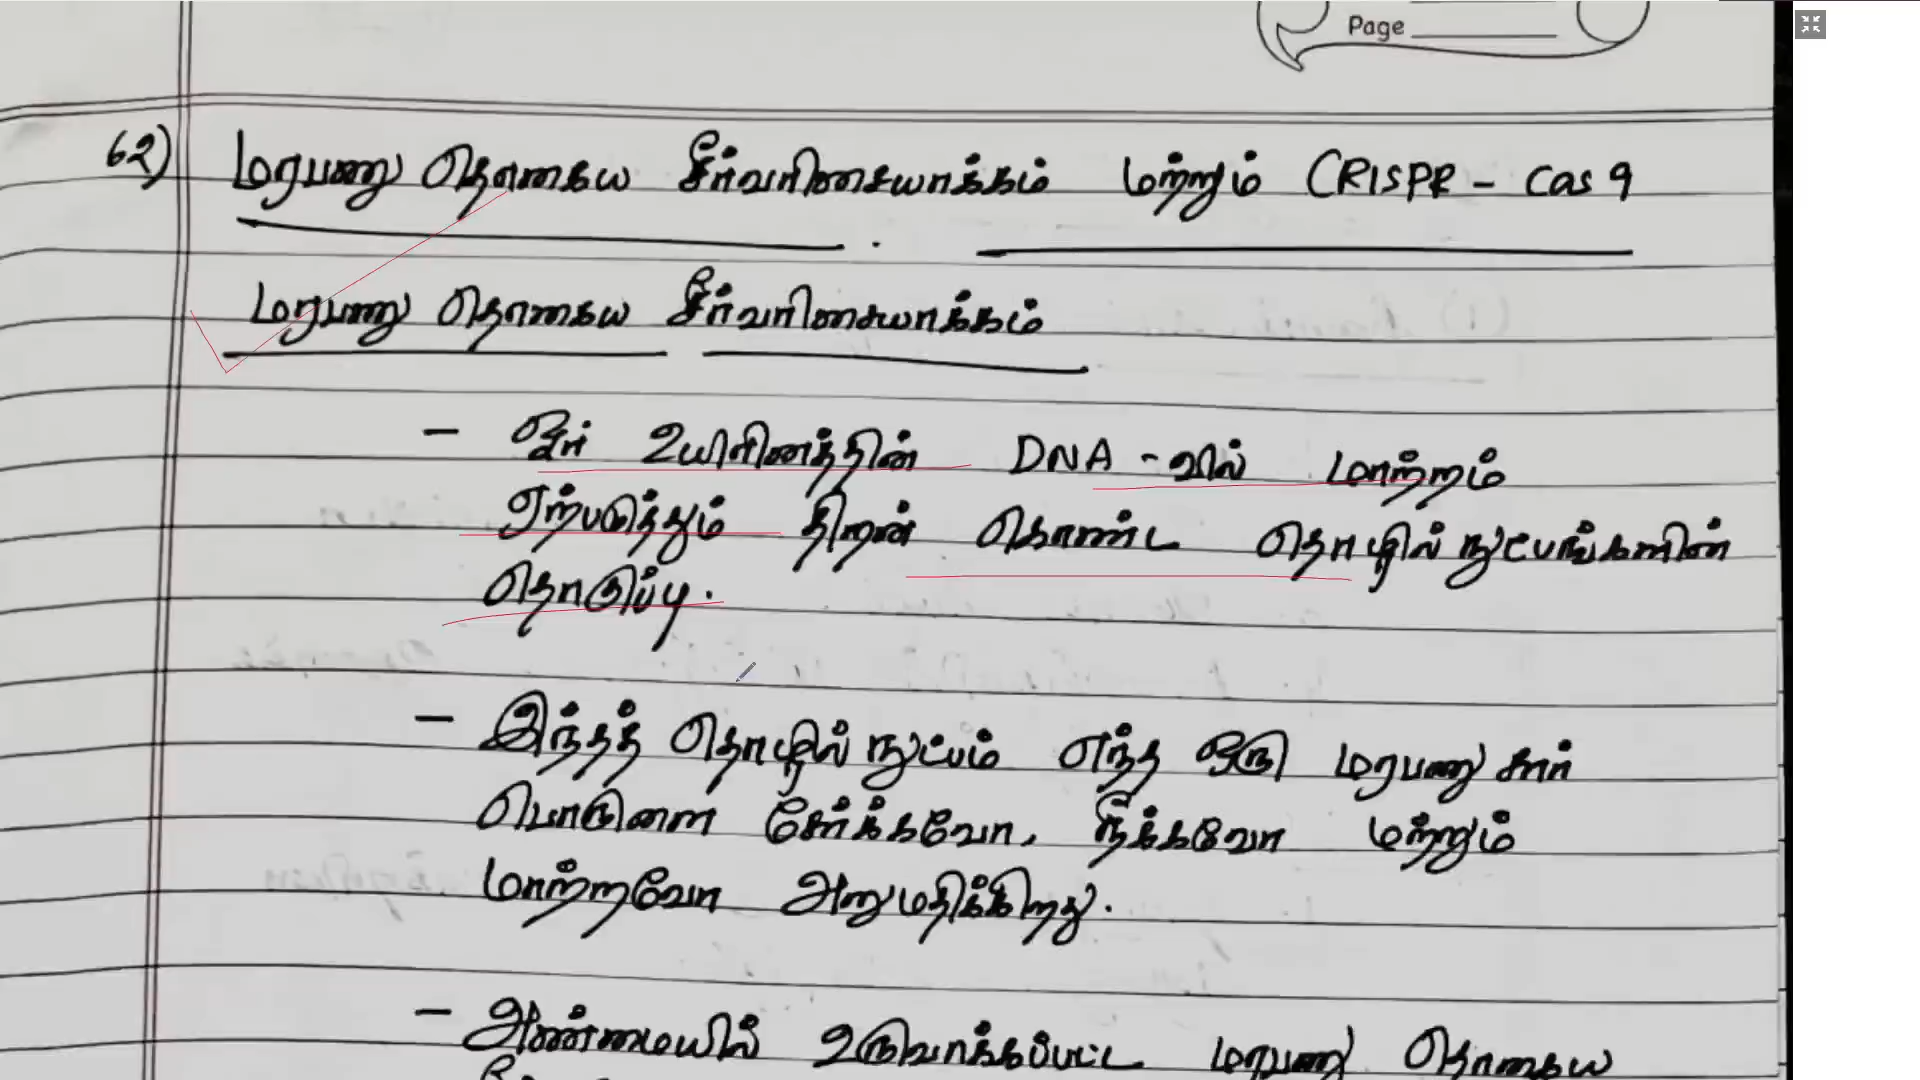 Page
62) மரபணு தொகைய சீர்வரிசையாக்கம் மற்றும் CRISPR - Cas 9
மரபணு தொகைய சீர்வரிசையாக்கம்
- ஓர் உயிரினத்தின் DNA - வில் மாற்றம்
ஏற்படுத்தும் திறன் கொண்ட தொழில் நுட்பங்களின்
தொகுப்பு.
- இந்தத் தொழில் நுட்பம் எந்த ஒரு மரபணு சார்
பொருளை சேர்க்கவோ, நீக்கவோ மற்றும்
மாற்றவோ அனுமதிக்கிறது.
- அண்மையில் உருவாக்கப்பட்ட மரபணு தொகைய